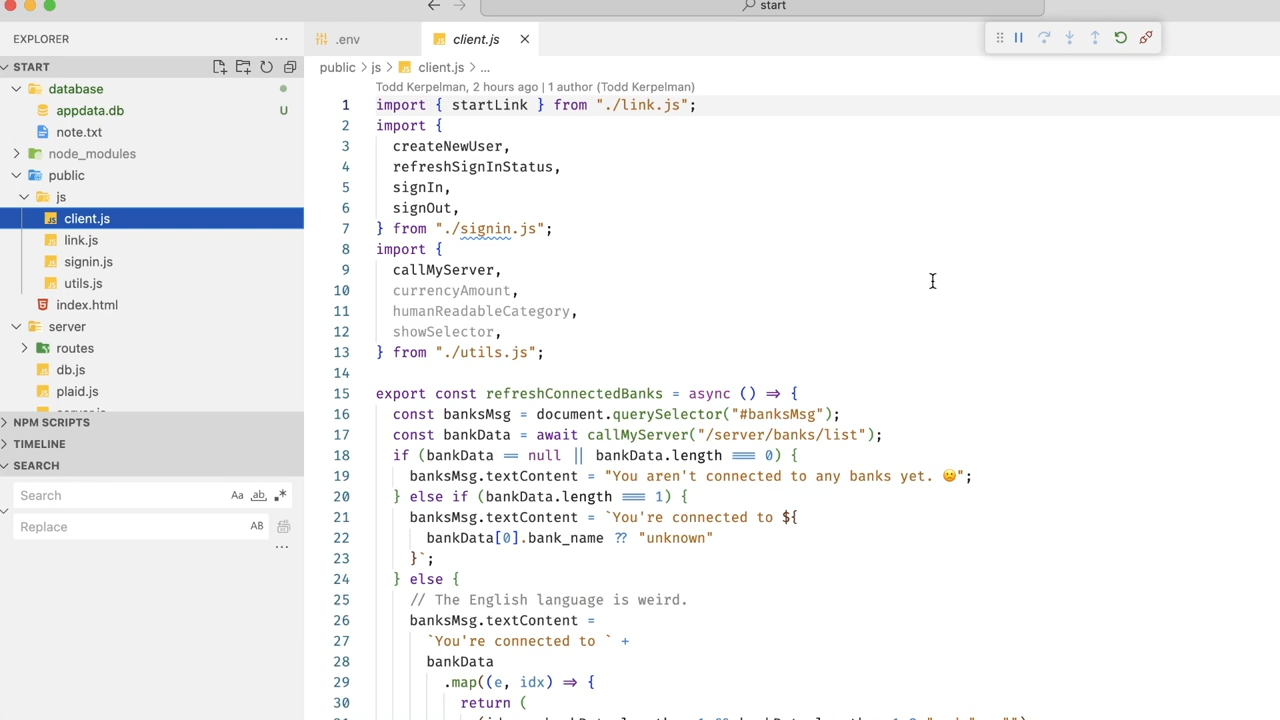 start
EXPLORER
START
database
appdata.db U
note.txt
node_modules
public
js
client.js
link.js
signin.js
utils.js
index.html
server
routes
db.js
plaid.js
NPM SCRIPTS
TIMELINE
SEARCH
Search Aa ab
Replace AB
.env
JS client.js
public > js > JS client.js > ...
Todd Kerpelman, 2 hours ago | 1 author (Todd Kerpelman)
1 import { startLink } from "./link.js";
2 import {
3 createNewUser,
4 refreshSignInStatus,
5 signIn,
6 signOut,
7 } from "./signin.js";
8 import {
9 callMyServer,
10 currencyAmount,
11 humanReadableCategory,
12 showSelector,
13 } from "./utils.js";
14
15 export const refreshConnectedBanks = async () => {
16 const banksMsg = document.querySelector("#banksMsg");
17 const bankData = await callMyServer("/server/banks/list");
18 if (bankData == null || bankData.length === 0) {
19 banksMsg.textContent = "You aren't connected to any banks yet. ☹️";
20 } else if (bankData.length === 1) {
21 banksMsg.textContent = `You're connected to ${
22 bankData[0].bank_name ?? "unknown"
23 }`;
24 } else {
25 // The English language is weird.
26 banksMsg.textContent =
27 `You're connected to ` +
28 bankData
29 .map((e, idx) => {
30 return (